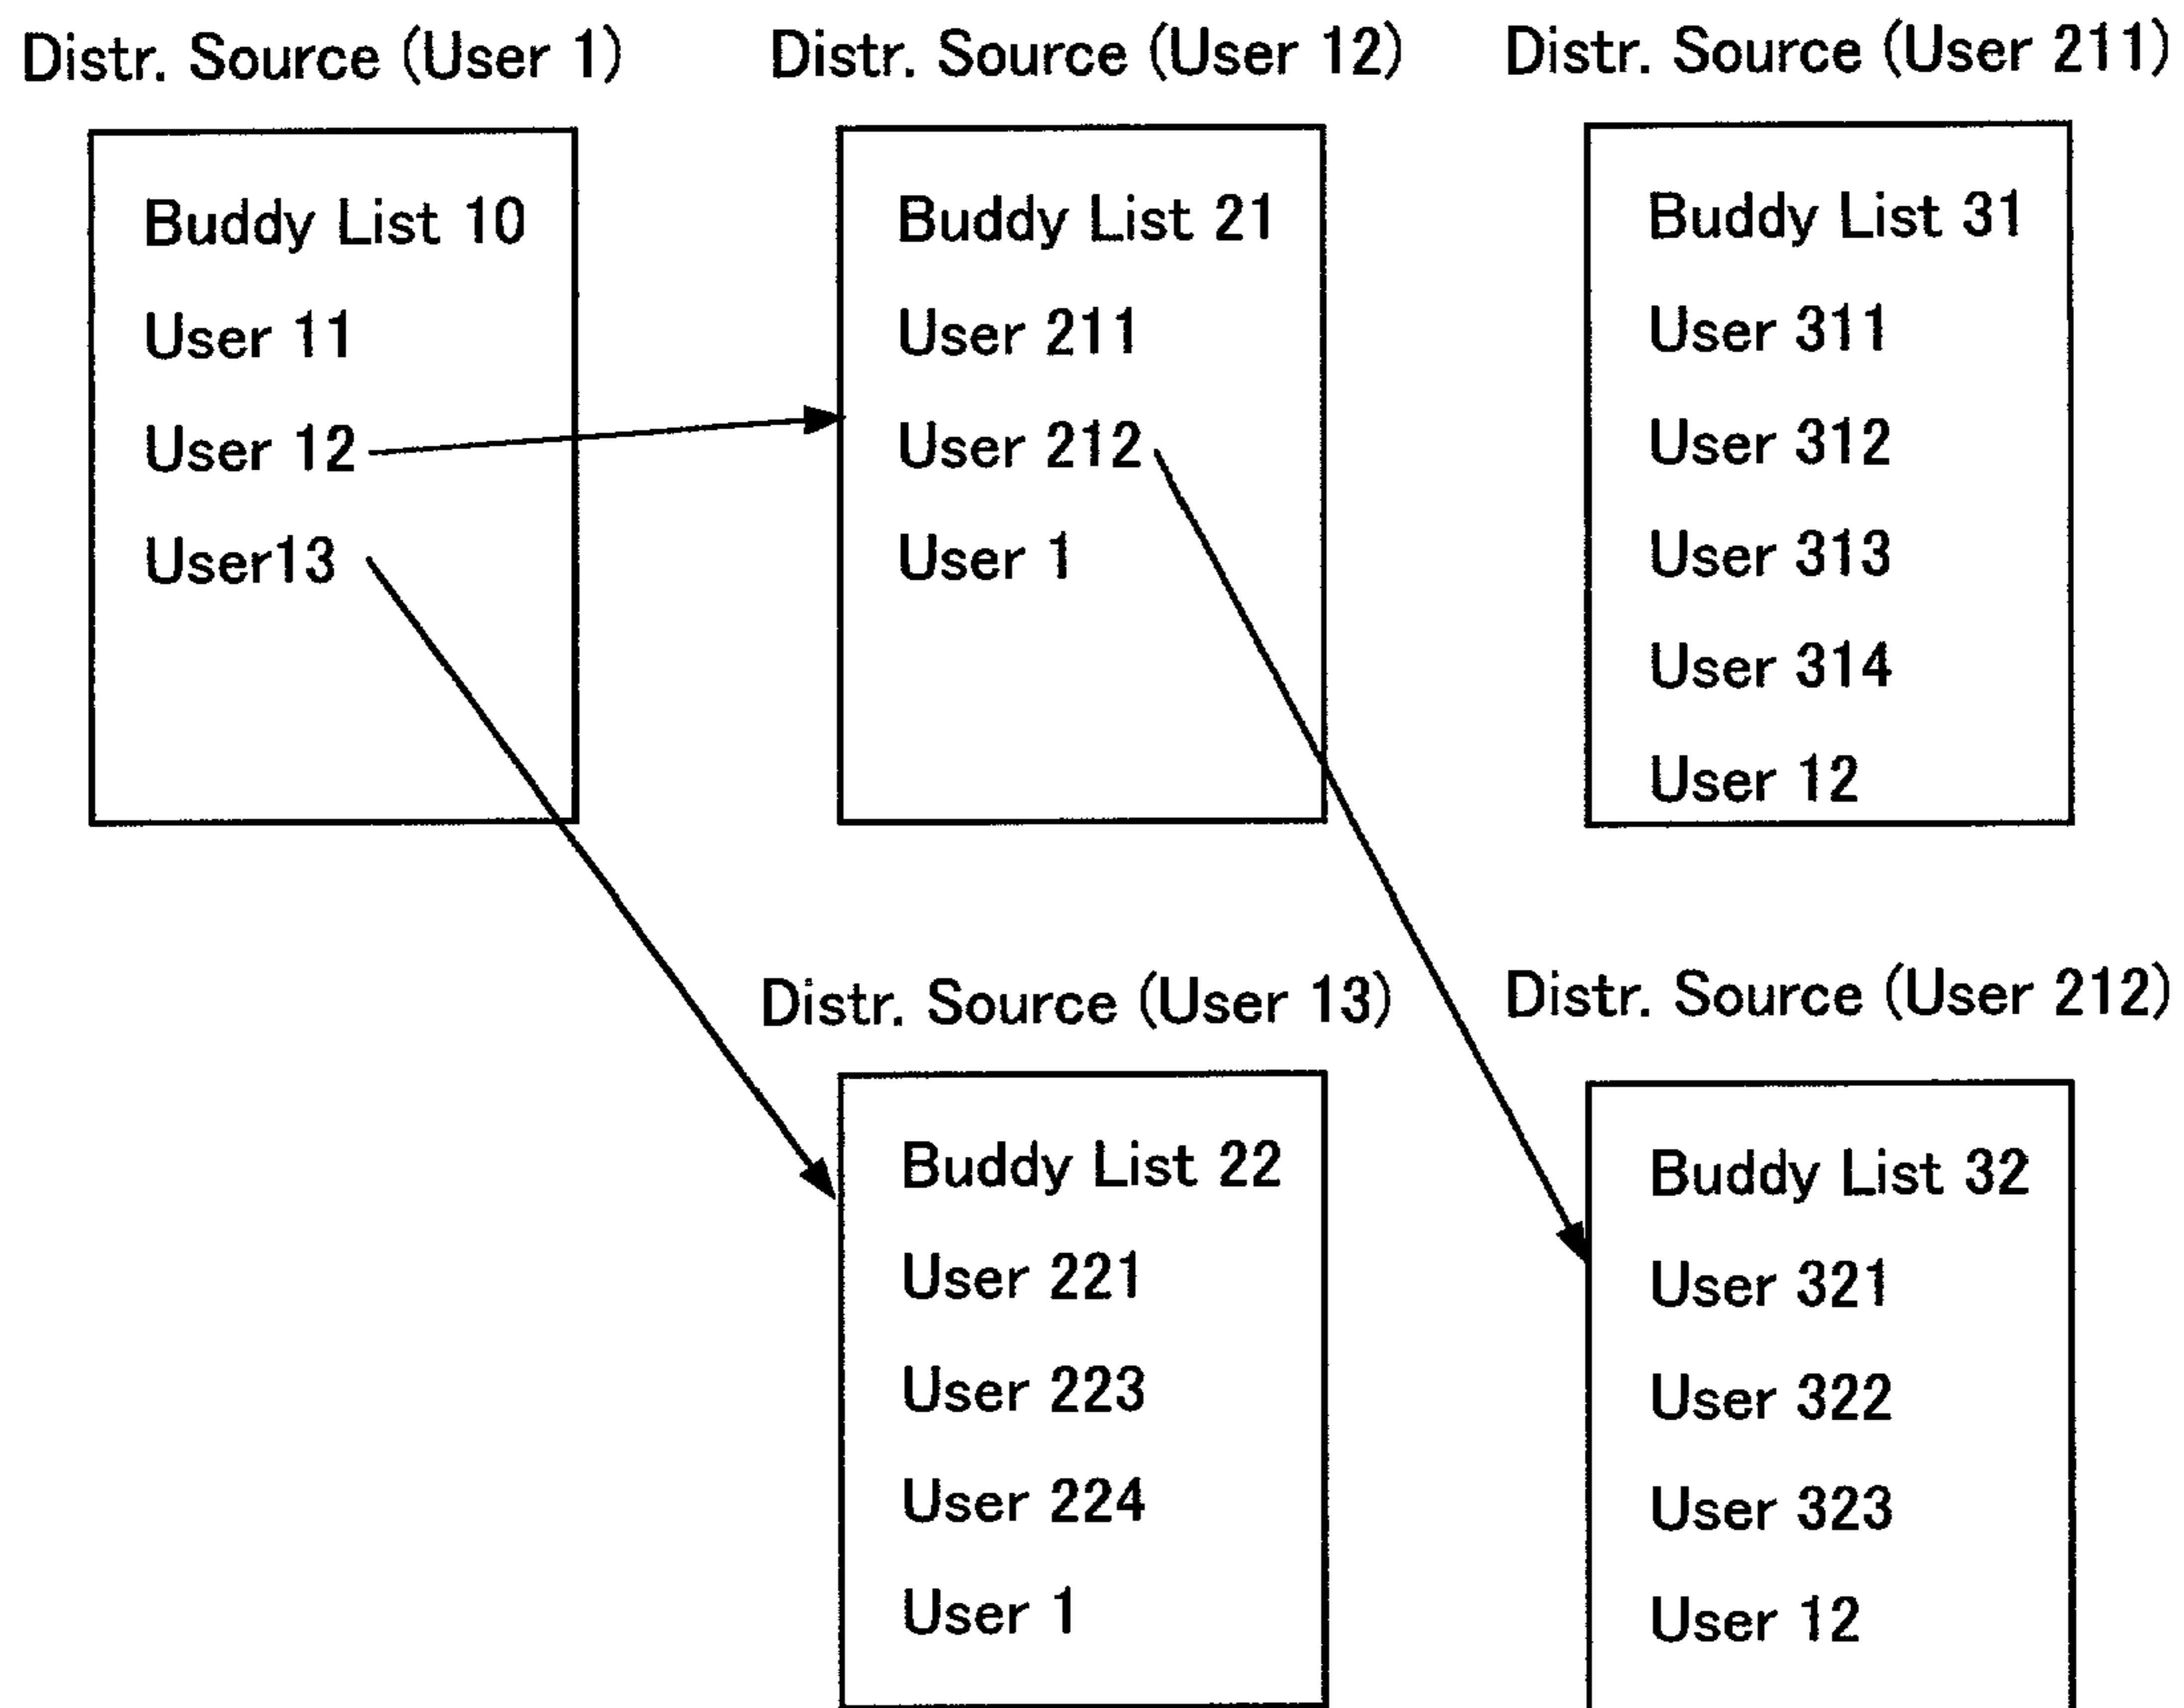 Distr. Source (User 1)
Buddy List 10
User 11
User 12
User13
Distr. Source (User 12)
Buddy List 21
User 211
User 212
User 1
Distr. Source (User 211)
Buddy List 31
User 311
User 312
User 313
User 314
User 12
Distr. Source (User 13)
Buddy List 22
User 221
User 223
User 224
User 1
Distr. Source (User 212)
Buddy List 32
User 321
User 322
User 323
User 12